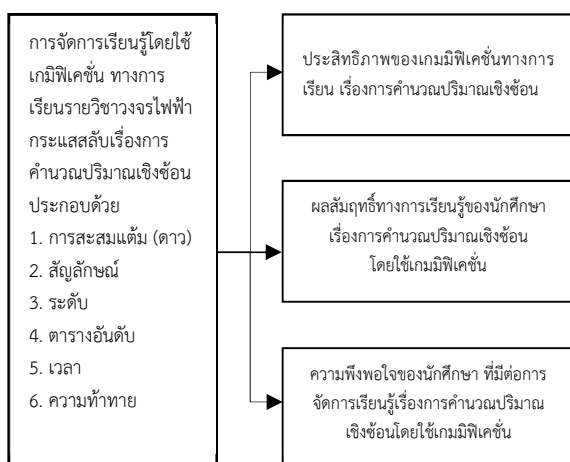 การจัดการเรียนรู้โดยใช้
เกมิฟิเคชั่น ทางการ
เรียนรายวิชาวงจรไฟฟ้า
กระแสสลับเรื่องการ
คำนวณปริมาณเชิงซ้อน
ประกอบด้วย
1. การสะสมแต้ม (ดาว)
2. สัญลักษณ์
3. ระดับ
4. ตารางอันดับ
5. เวลา
6. ความท้าทาย
ประสิทธิภาพของเกมมิฟิเคชั่นทางการ
เรียน เรื่องการคำนวณปริมาณเชิงซ้อน
ผลสัมฤทธิ์ทางการเรียนรู้ของนักศึกษา
เรื่องการคำนวณปริมาณเชิงซ้อน
โดยใช้เกมมิฟิเคชั่น
ความพึงพอใจของนักศึกษา ที่มีต่อการ
จัดการเรียนรู้เรื่องการคำนวณปริมาณ
เชิงซ้อนโดยใช้เกมมิฟิเคชั่น